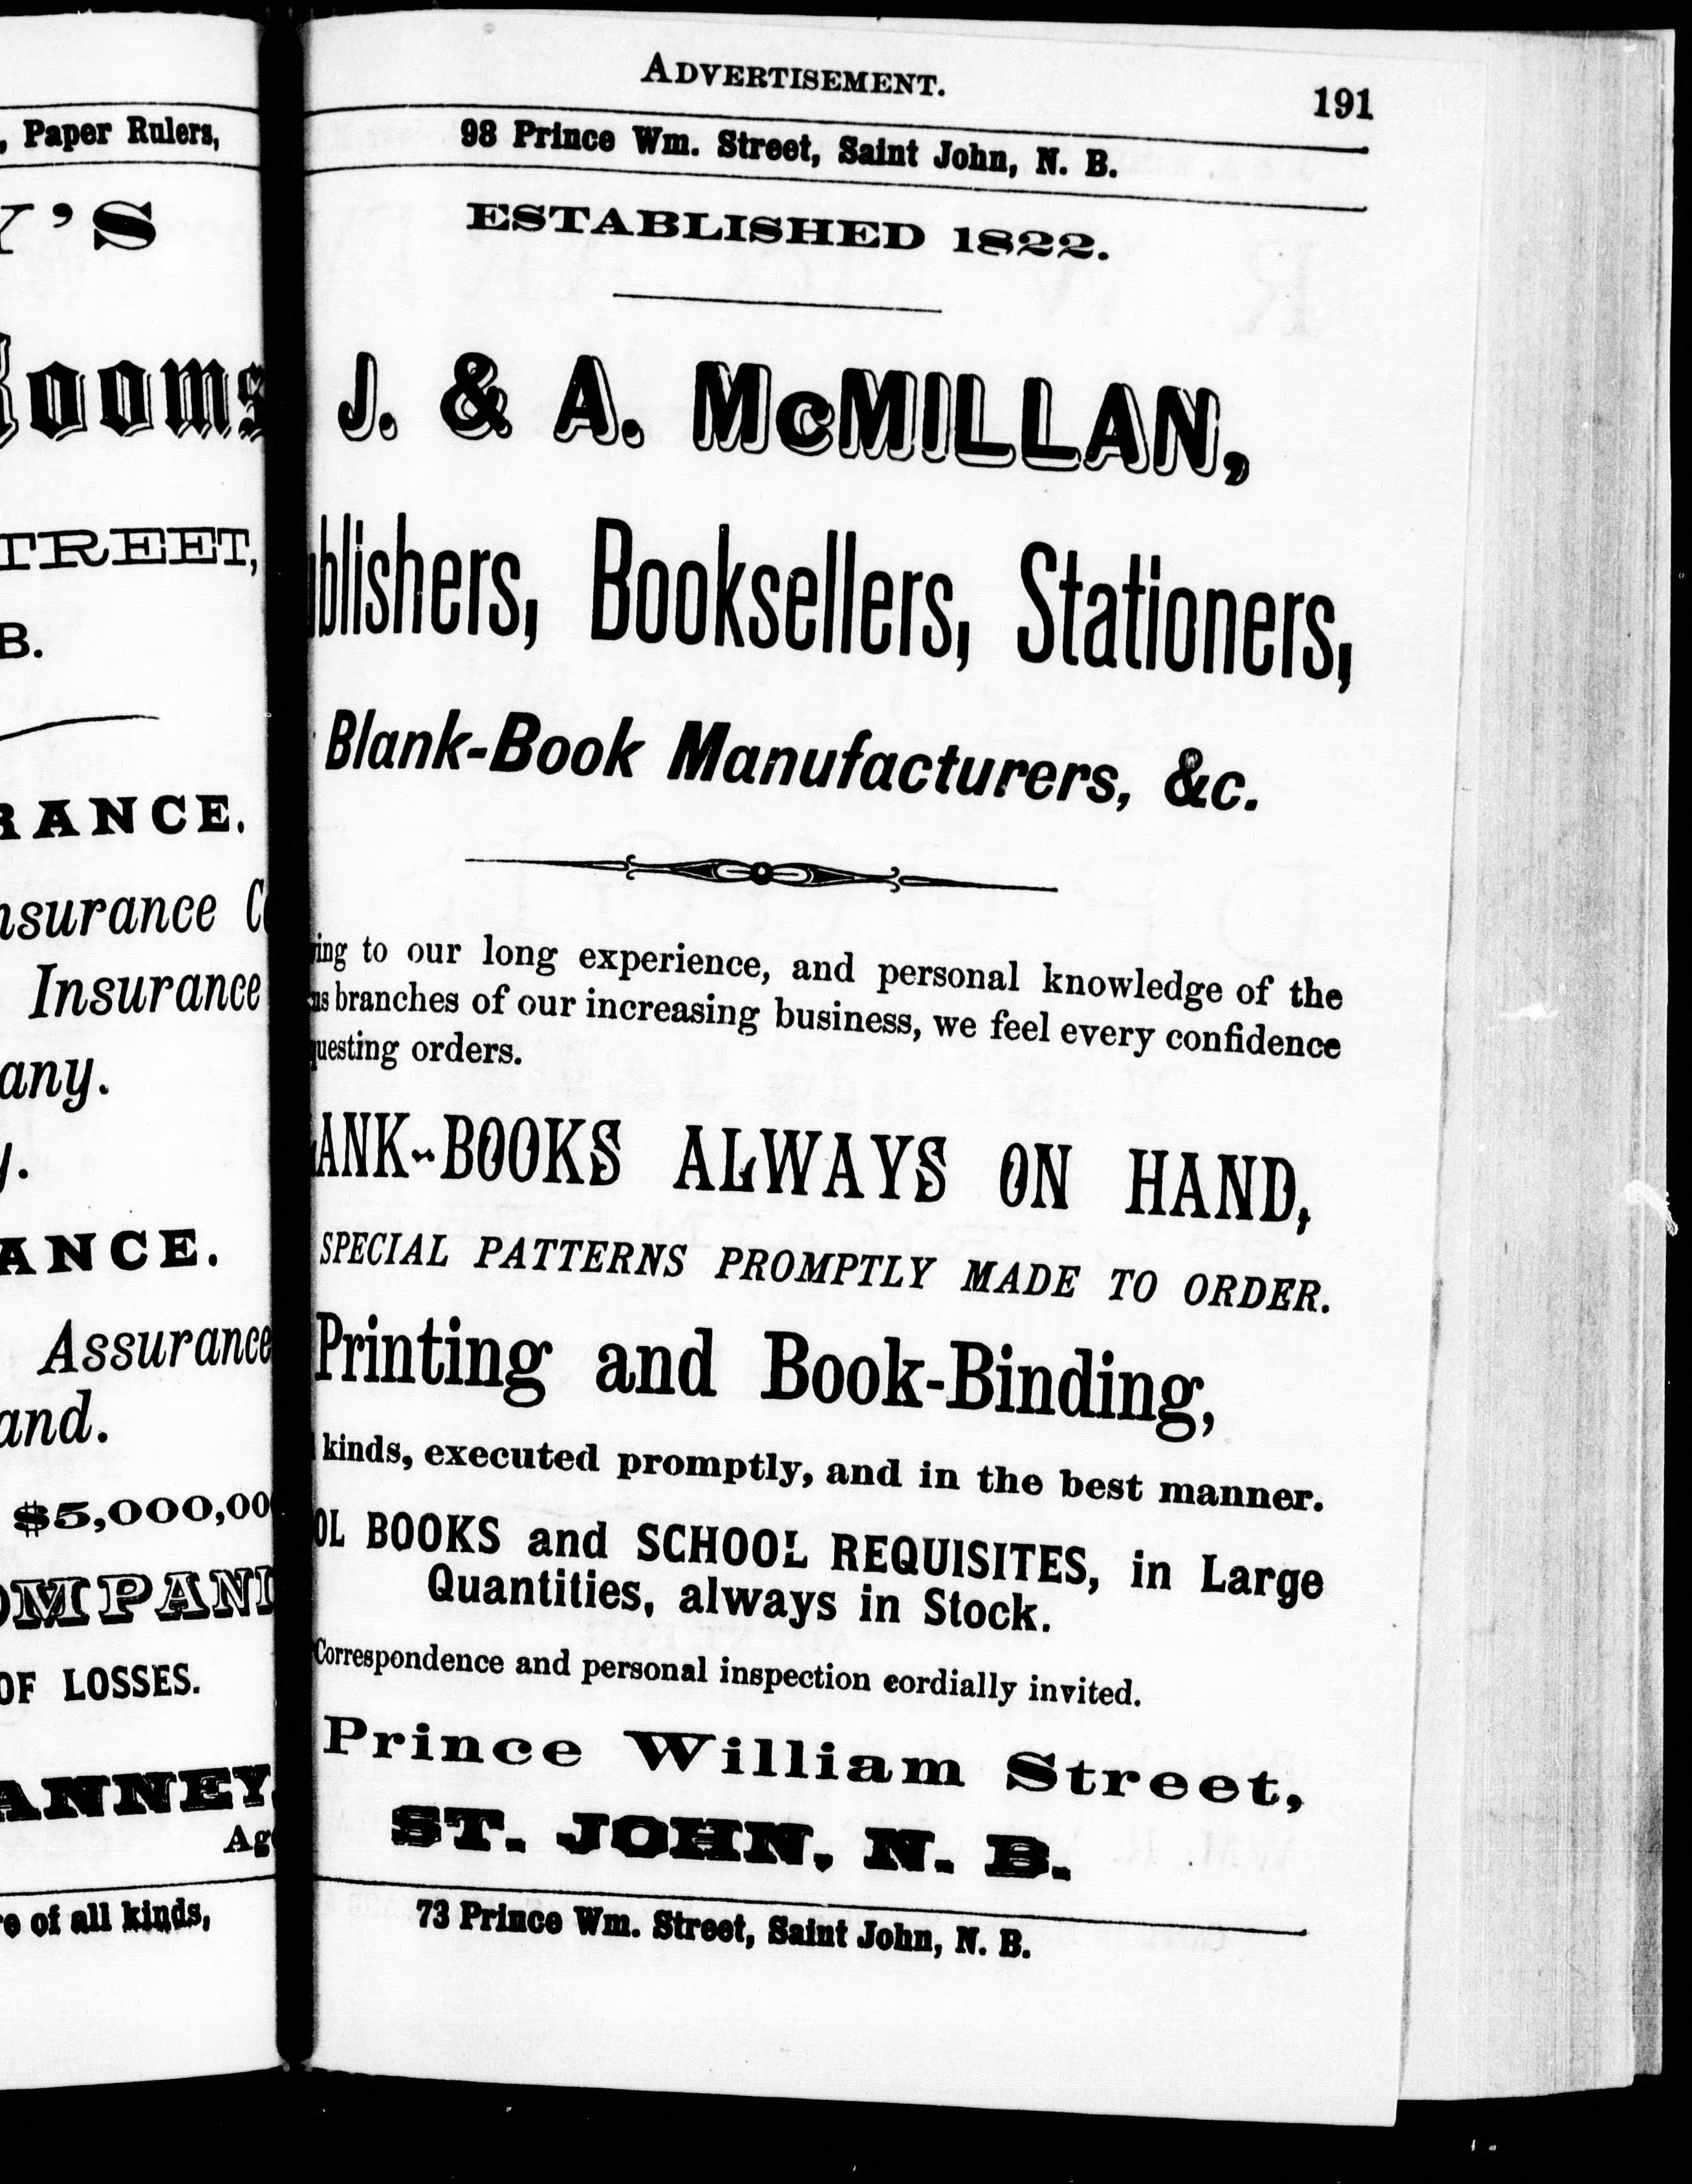 , Paper Rulers,
Y'S
Rooms
TREET,
B.
RANCE.
nsurance C
Insurance
any.
y.
ANCE.
Assurance
and.
$5,000,00
OMPANI
OF LOSSES.
ANNEY
Ag
e of all kinds,
ADVERTISEMENT.
191
98 Prince Wm. Street, Saint John, N. B.
ESTABLISHED 1822.
J. & A. McMILLAN,
blishers, Booksellers, Stationers,
Blank-Book Manufacturers, &c.
ing to our long experience, and personal knowledge of the
us branches of our increasing business, we feel every confidence
questing orders.
ANK-BOOKS ALWAYS ON HAND,
SPECIAL PATTERNS PROMPTLY MADE TO ORDER.
Printing and Book-Binding,
kinds, executed promptly, and in the best manner.
OL BOOKS and SCHOOL REQUISITES, in Large
Quantities, always in Stock.
Correspondence and personal inspection cordially invited.
Prince William Street,
ST. JOHN, N. B.
73 Prince Wm. Street, Saint John, N. B.